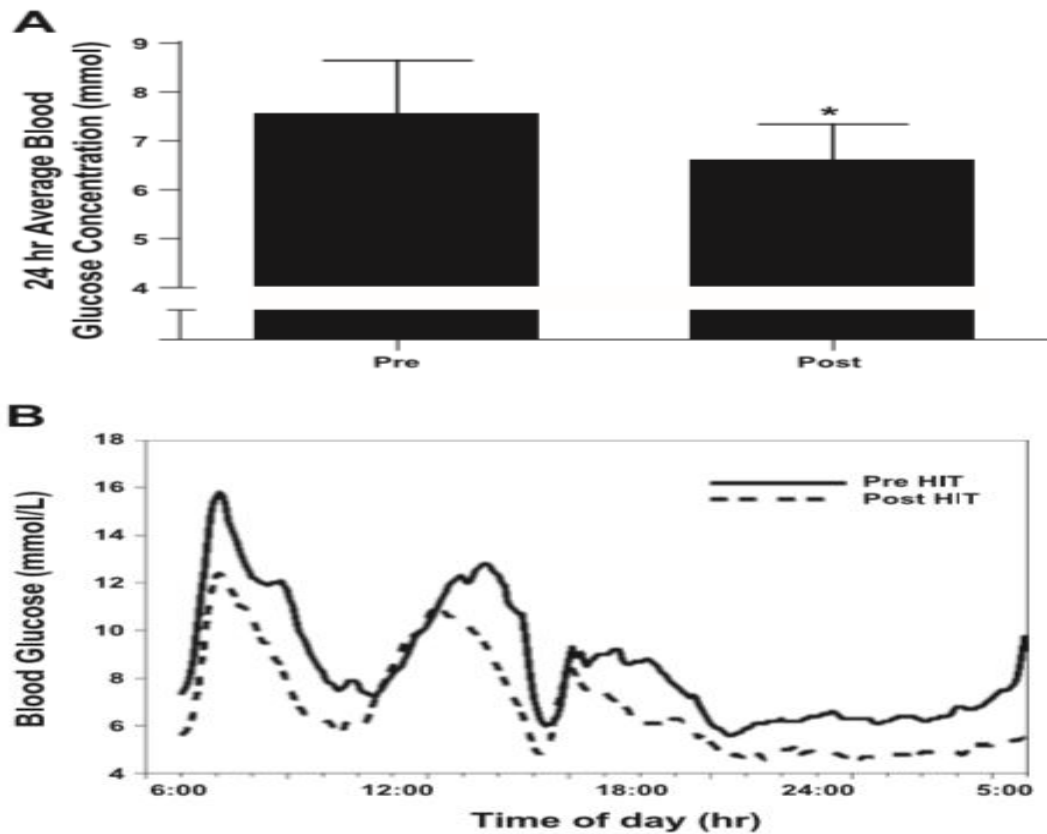 A
24 hr Average Blood
Glucose Concentration (mmol)
9
8
7
6
5
4
*
Pre
Post
B
Blood Glucose (mmol/L)
18
16
14
12
10
8
6
4
Pre HIT
Post HIT
6:00
12:00
18:00
24:00
5:00
Time of day (hr)